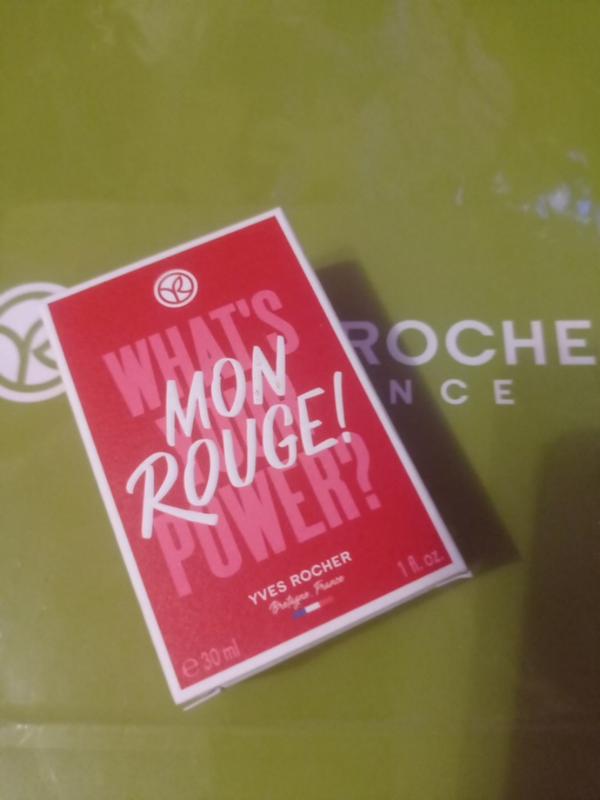 WHAT'S
MON
ROUGE!
POWER?
YVES ROCHER
Bretagne, France
1 fl. oz.
e 30 ml
ROCHE
NCE